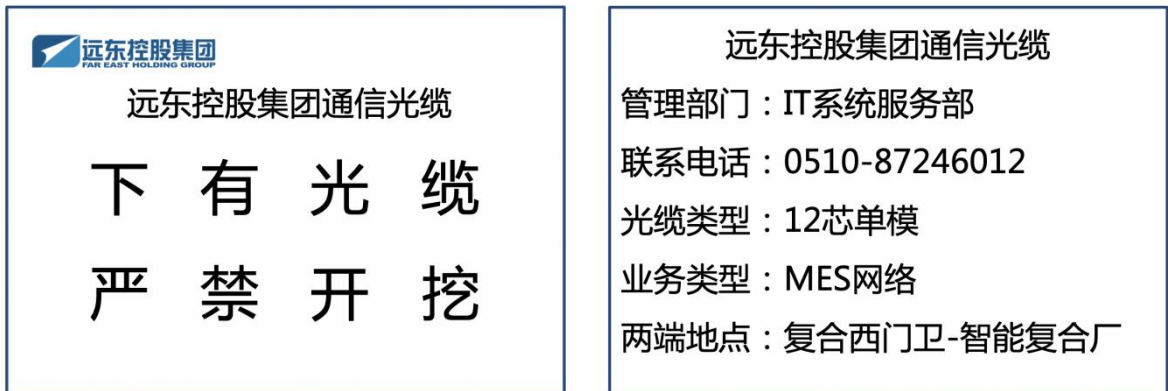 远东控股集团
FAR EAST HOLDING GROUP
远东控股集团通信光缆
下有光缆
严禁开挖
远东控股集团通信光缆
管理部门：IT系统服务部
联系电话：0510-87246012
光缆类型：12芯单模
业务类型：MES网络
两端地点：复合西门卫-智能复合厂